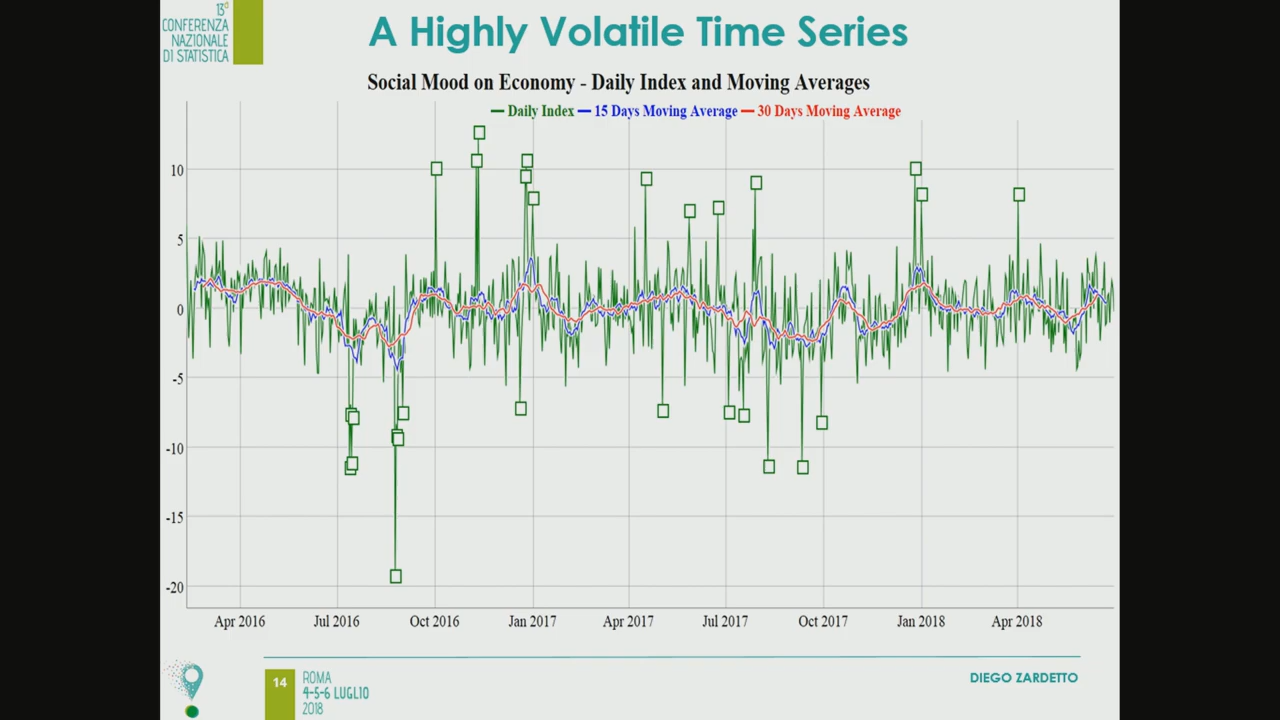 13°
CONFERENZA
NAZIONALE
DI STATISTICA
A Highly Volatile Time Series
Social Mood on Economy - Daily Index and Moving Averages
Daily Index 15 Days Moving Average 30 Days Moving Average
10
5
0
-5
-10
-15
-20
Apr 2016 Jul 2016 Oct 2016 Jan 2017 Apr 2017 Jul 2017 Oct 2017 Jan 2018 Apr 2018
14
ROMA
4-5-6 LUGLIO
2018
DIEGO ZARDETTO